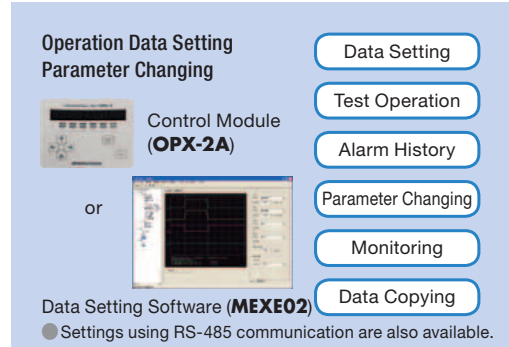 Operation Data Setting
Parameter Changing
Control Module
(OPX-2A)
or
Data Setting Software (MEXE02)
Data Setting
Test Operation
Alarm History
Parameter Changing
Monitoring
Data Copying
Settings using RS-485 communication are also available.